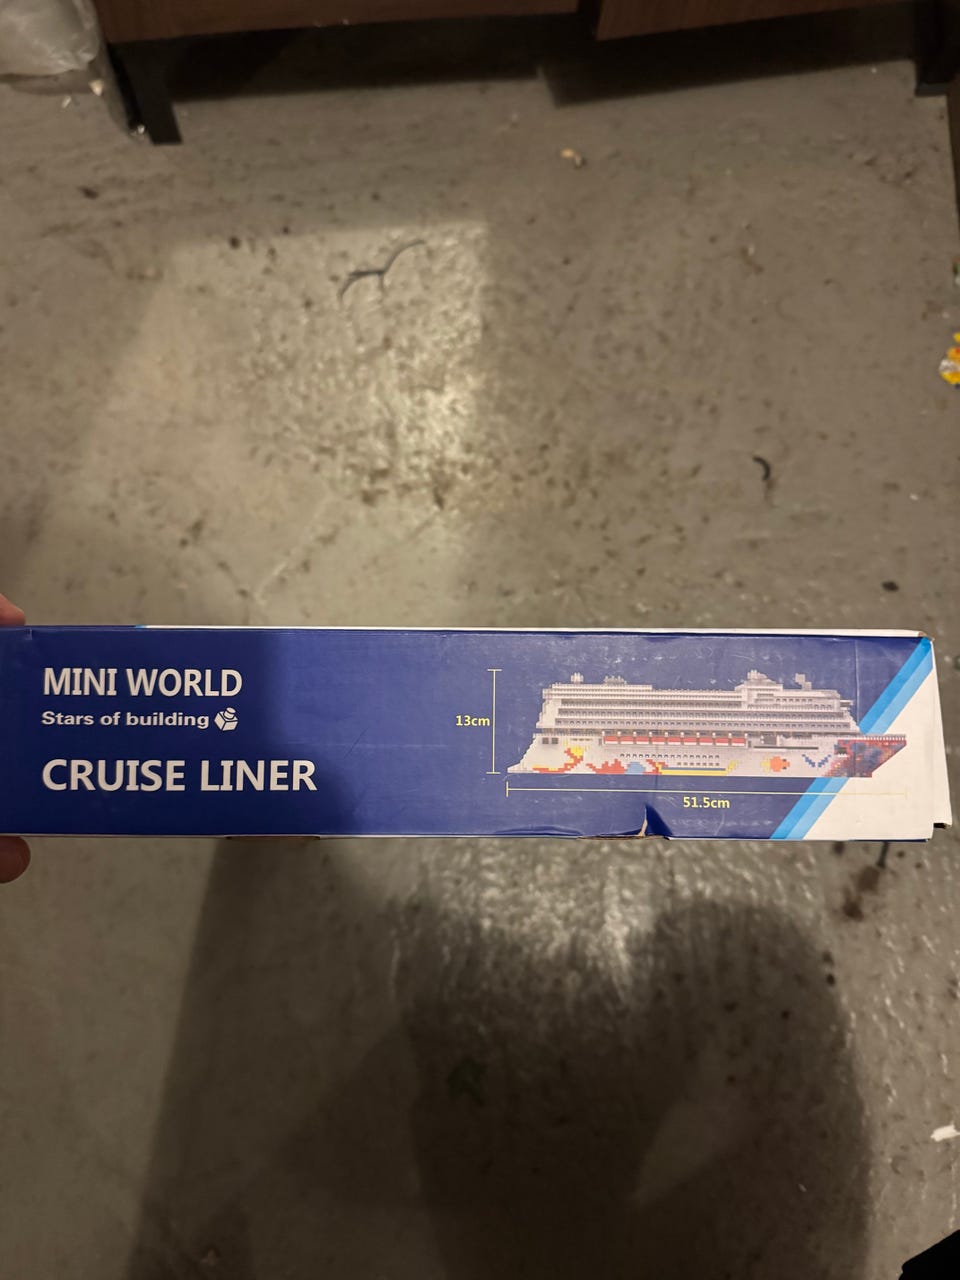 MINI WORLD
Stars of building
CRUISE LINER
13cm
51.5cm